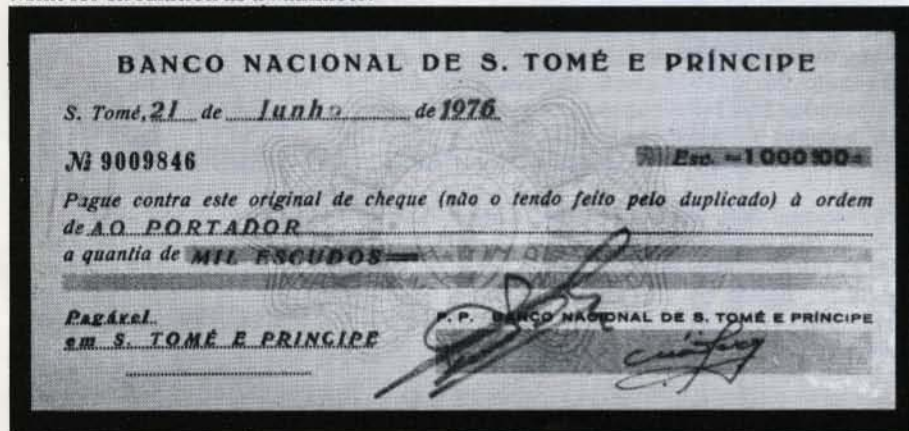 BANCO NACIONAL DE S. TOMÉ E PRÍNCIPE
S. Tomé, 21 de Junho de 1976
№ 9009846 Esc. =1000$00=
Pague contra este original de cheque (não o tendo feito pelo duplicado) à ordem
de AO PORTADOR
a quantia de MIL ESCUDOS
Pagável P. P. BANCO NACIONAL DE S. TOMÉ E PRÍNCIPE
em S. TOMÉ E PRINCIPE